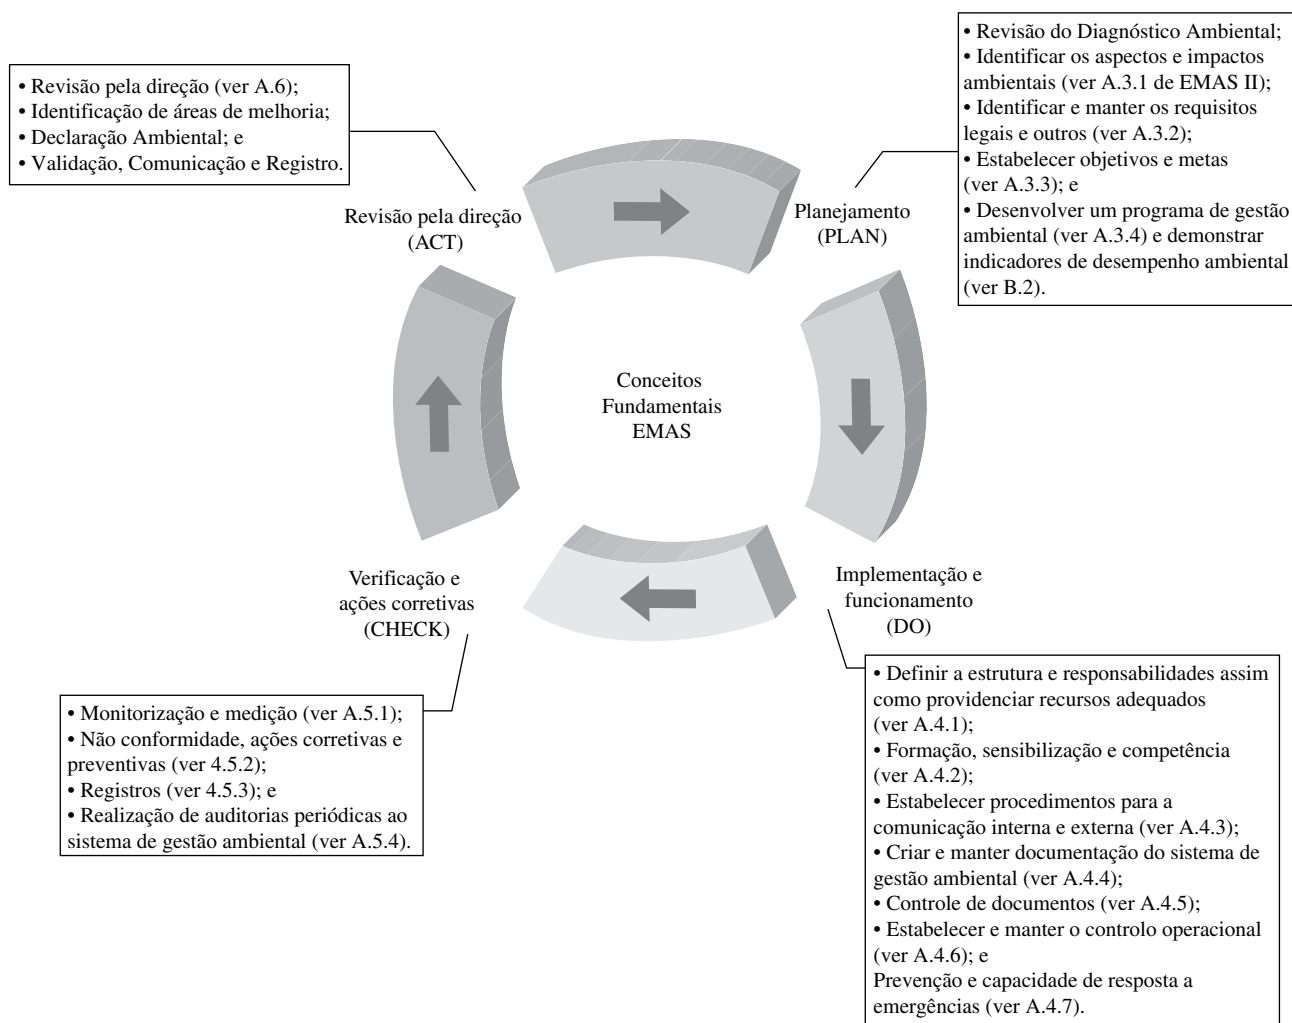 • Revisão do Diagnóstico Ambiental;
• Identificar os aspectos e impactos
ambientais (ver A.3.1 de EMAS II);
• Identificar e manter os requisitos
legais e outros (ver A.3.2);
• Estabelecer objetivos e metas
(ver A.3.3); e
• Desenvolver um programa de gestão
ambiental (ver A.3.4) e demonstrar
indicadores de desempenho ambiental
(ver B.2).
• Revisão pela direção (ver A.6);
• Identificação de áreas de melhoria;
• Declaração Ambiental; e
• Validação, Comunicação e Registro.
Revisão pela direção
(ACT)
Planejamento
(PLAN)
Conceitos
Fundamentais
EMAS
Verificação e
ações corretivas
(CHECK)
Implementação e
funcionamento
(DO)
• Monitorização e medição (ver A.5.1);
• Não conformidade, ações corretivas e
preventivas (ver 4.5.2);
• Registros (ver 4.5.3); e
• Realização de auditorias periódicas ao
sistema de gestão ambiental (ver A.5.4).
• Definir a estrutura e responsabilidades assim
como providenciar recursos adequados
(ver A.4.1);
• Formação, sensibilização e competência
(ver A.4.2);
• Estabelecer procedimentos para a
comunicação interna e externa (ver A.4.3);
• Criar e manter documentação do sistema de
gestão ambiental (ver A.4.4);
• Controle de documentos (ver A.4.5);
• Estabelecer e manter o controlo operacional
(ver A.4.6); e
Prevenção e capacidade de resposta a
emergências (ver A.4.7).